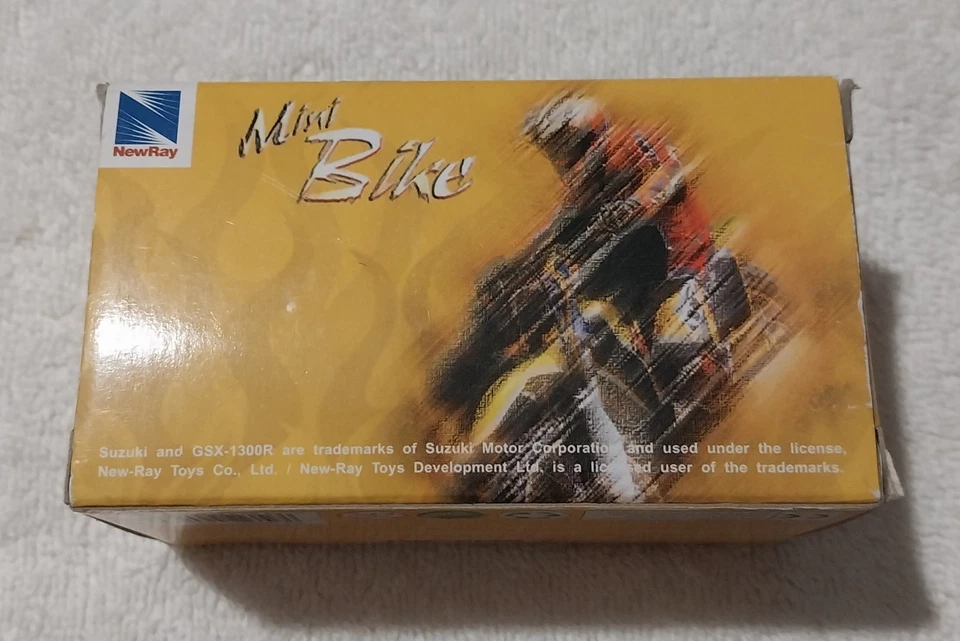 NewRay
Mini
Bike
Suzuki and GSX-1300R are trademarks of Suzuki Motor Corporation and used under the license,
New-Ray Toys Co., Ltd. / New-Ray Toys Development Ltd. is a licensed user of the trademarks.